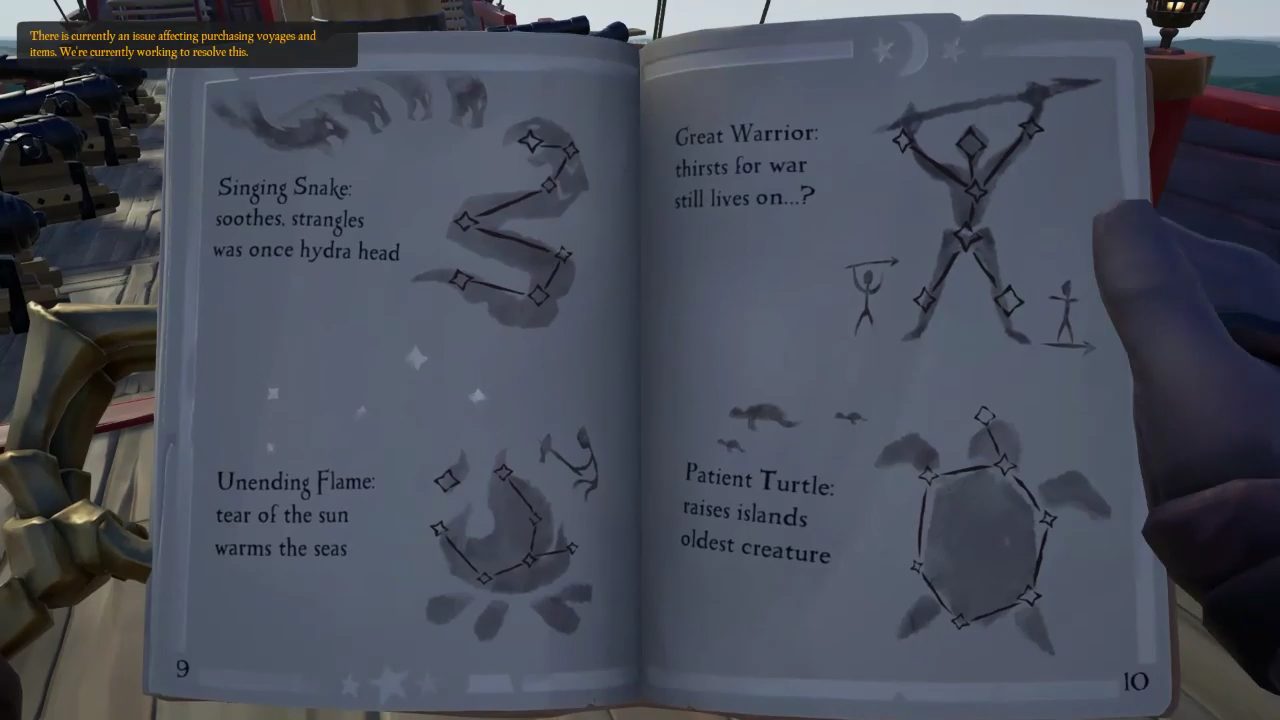 There is currently an issue affecting purchasing voyages and
items. We're currently working to resolve this.
Singing Snake:
soothes, strangles
was once hydra head
Unending Flame:
tear of the sun
warms the seas
9
Great Warrior:
thirsts for war
still lives on...?
Patient Turtle:
raises islands
oldest creature
10